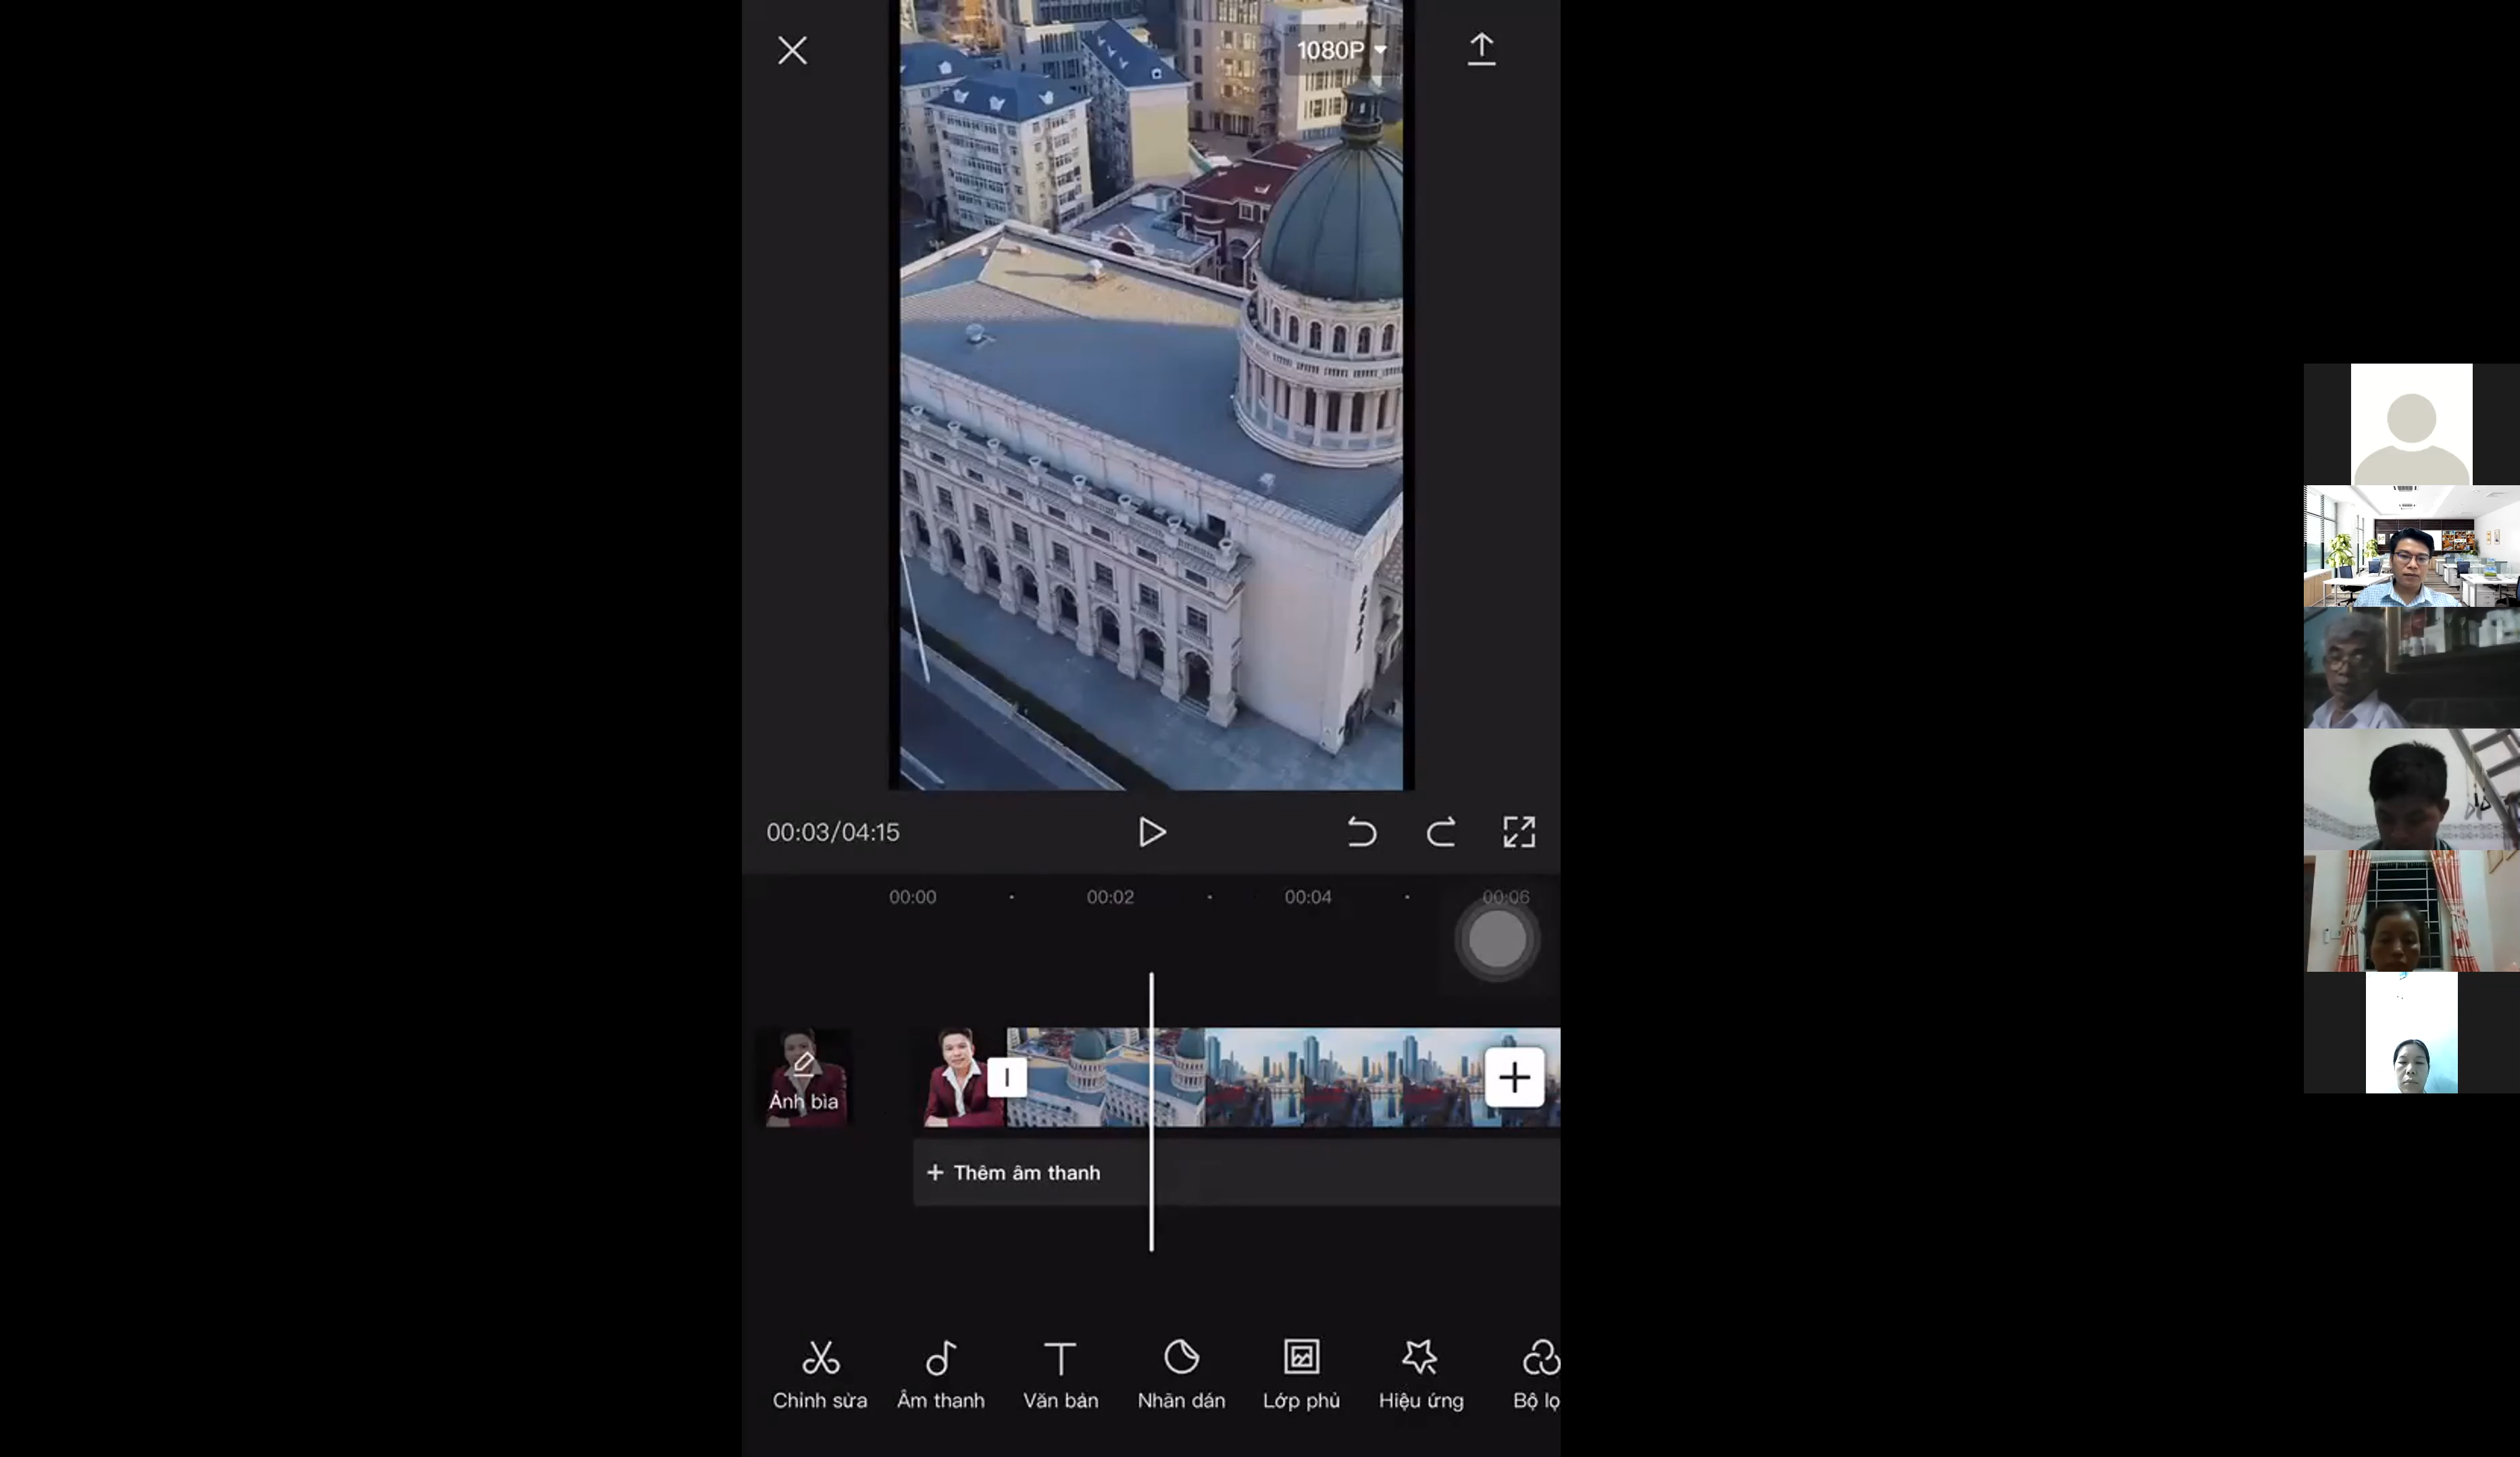 1080P
00:03/04:15
00:00
00:02
00:04
00:06
Ảnh bìa
Thêm âm thanh
Chỉnh sửa
Âm thanh
Văn bản
Nhãn dán
Lớp phủ
Hiệu ứng
Bộ lọ